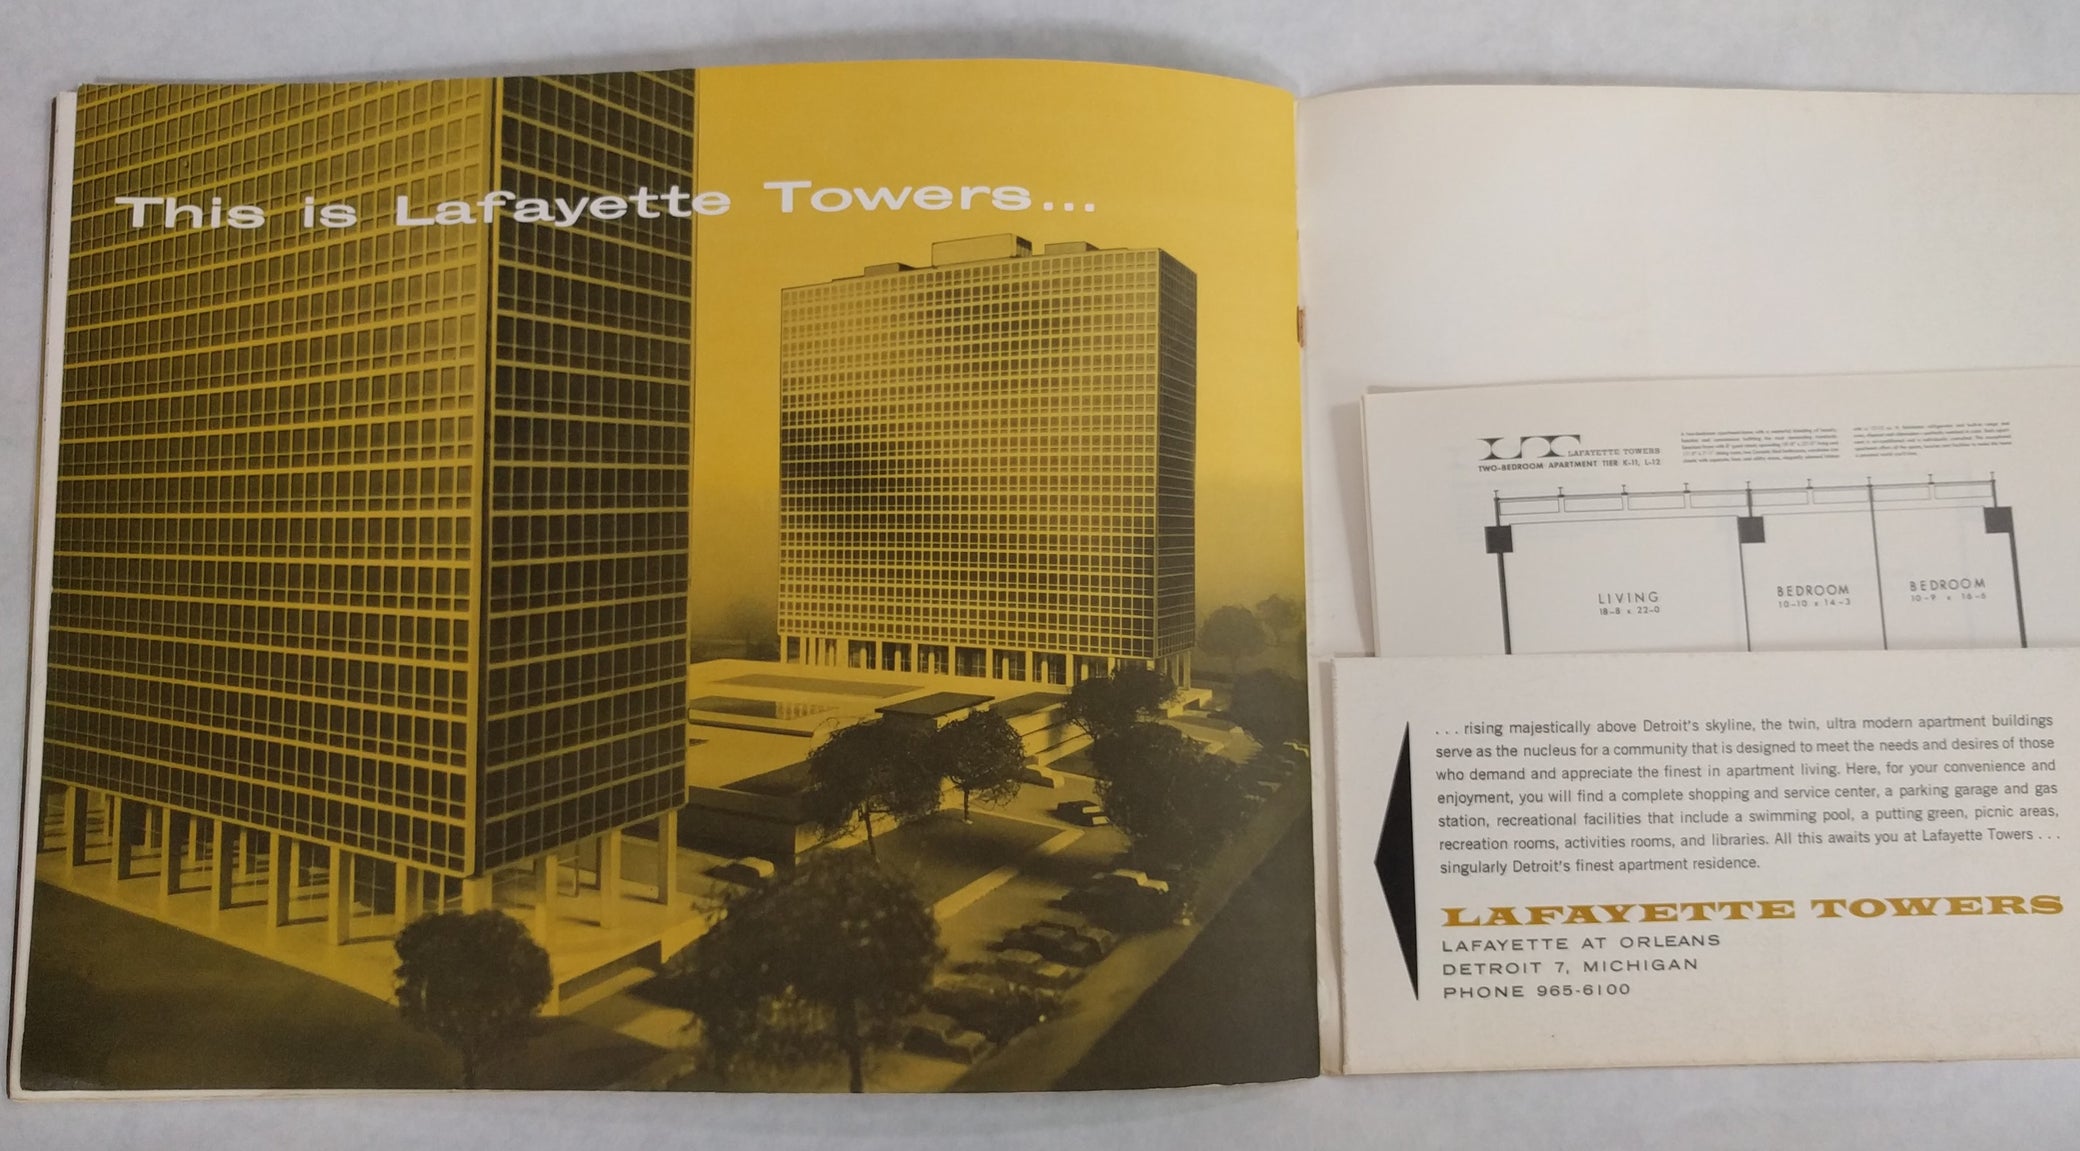 This is Lafayette Towers...
LT LAFAYETTE TOWERS
TWO-BEDROOM APARTMENT TIER K-11, L-12
LIVING
18-8 x 22-0
BEDROOM
10-10 x 14-3
BEDROOM
10-9 x 16-6
. . . rising majestically above Detroit's skyline, the twin, ultra modern apartment buildings
serve as the nucleus for a community that is designed to meet the needs and desires of those
who demand and appreciate the finest in apartment living. Here, for your convenience and
enjoyment, you will find a complete shopping and service center, a parking garage and gas
station, recreational facilities that include a swimming pool, a putting green, picnic areas,
recreation rooms, activities rooms, and libraries. All this awaits you at Lafayette Towers . . .
singularly Detroit's finest apartment residence.
LAFAYETTE TOWERS
LAFAYETTE AT ORLEANS
DETROIT 7, MICHIGAN
PHONE 965-6100